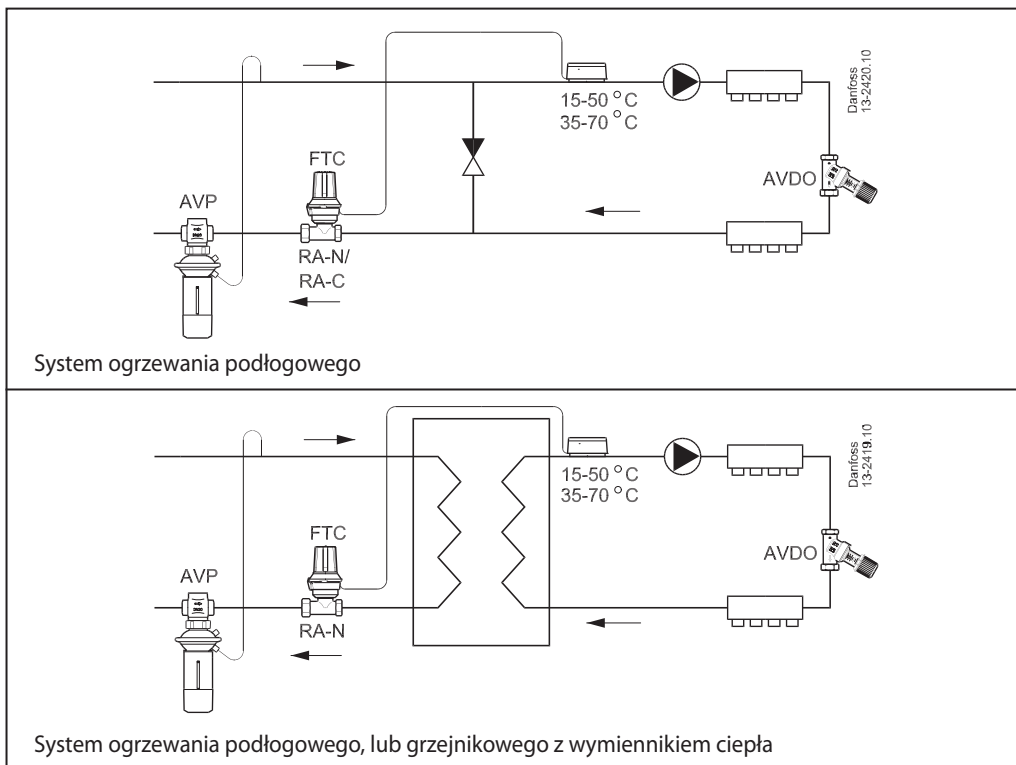 15-50 °C
35-70 °C
Danfoss
13-2420.10
FTC
AVP
AVDO
RA-N/
RA-C
System ogrzewania podłogowego
15-50 °C
35-70 °C
Danfoss
13-2419.10
FTC
AVP
AVDO
RA-N
System ogrzewania podłogowego, lub grzejnikowego z wymiennikiem ciepła